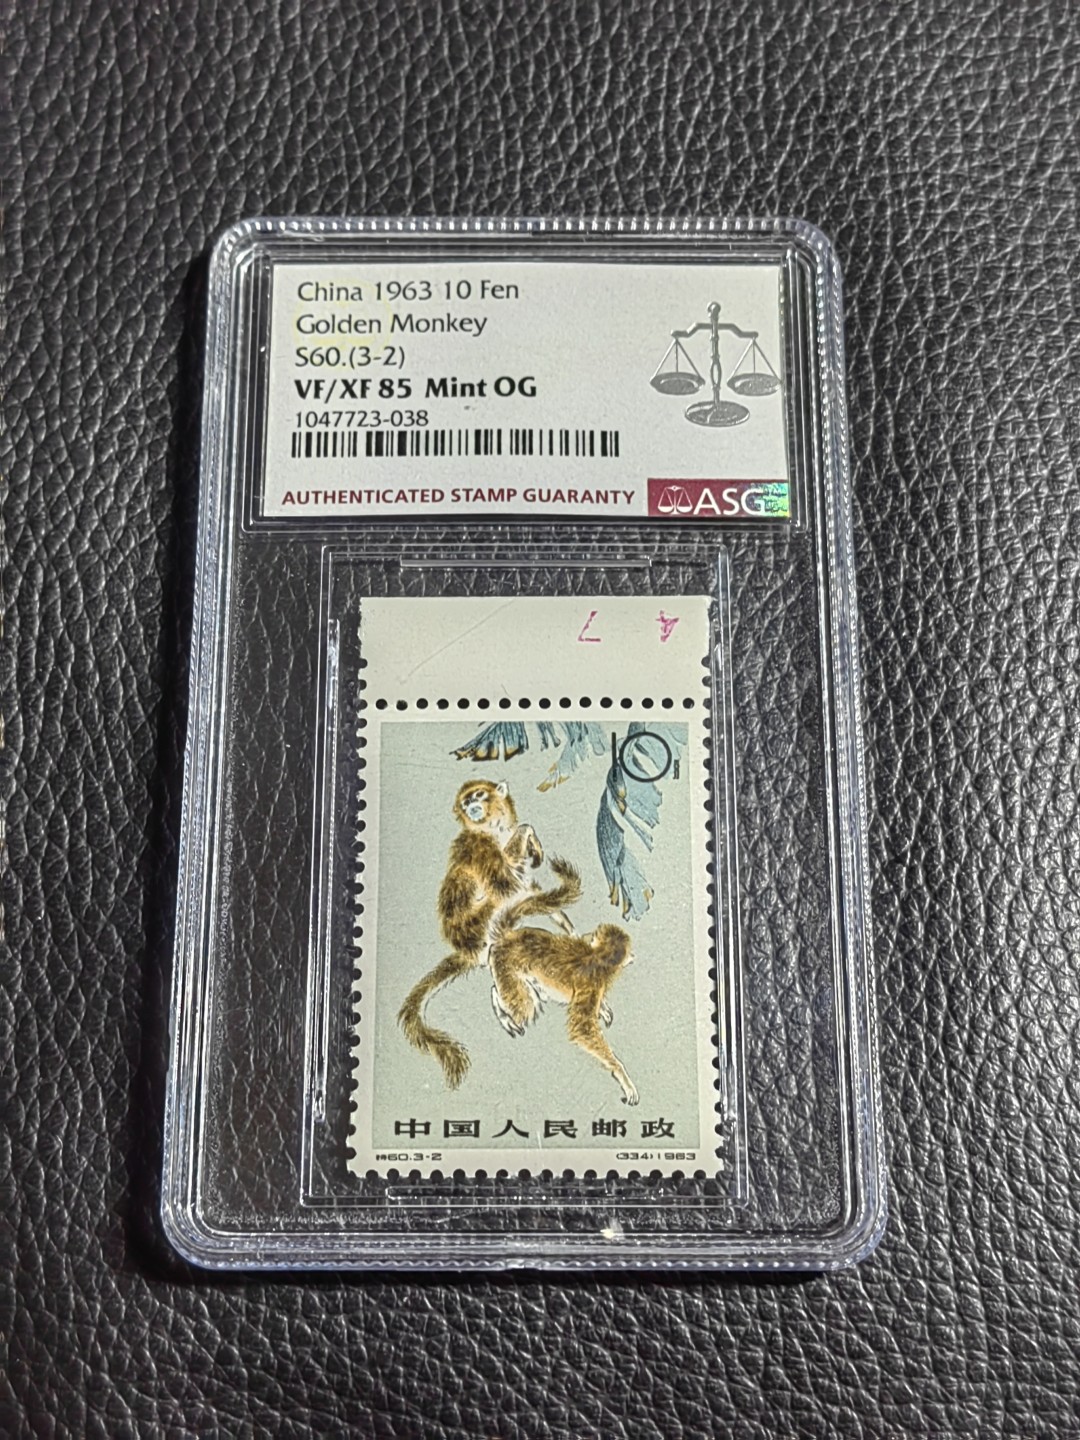 China 1963 10 Fen
Golden Monkey
S60.(3-2)
VF/XF 85 Mint OG
1047723-038
AUTHENTICATED STAMP GUARANTY
ASG
4 7
10
中国人民邮政
特60.3-2
(334)1963